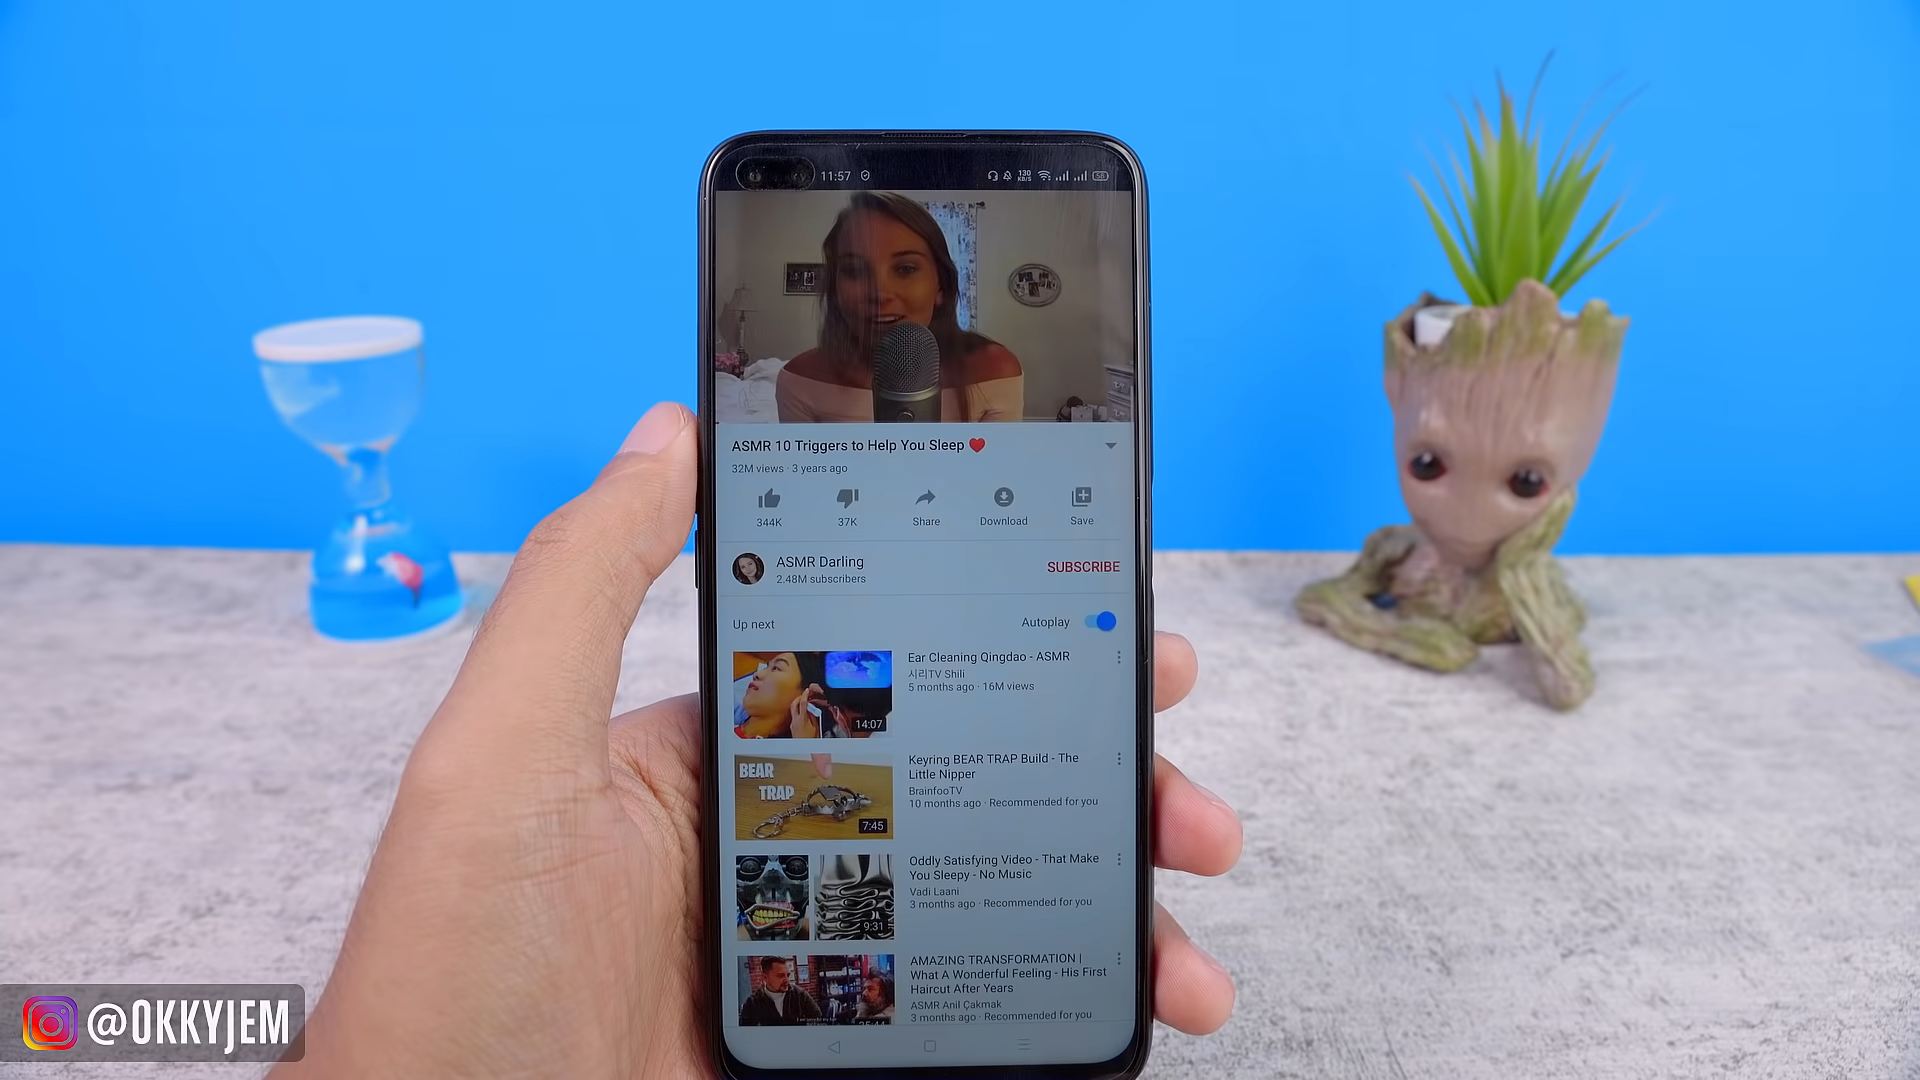 11:57
130
KB/S
58
ASMR 10 Triggers to Help You Sleep
32M views · 3 years ago
344K
37K
Share
Download
Save
ASMR Darling
2.48M subscribers
SUBSCRIBE
Up next
Autoplay
14:07
Ear Cleaning Qingdao - ASMR
시리TV Shili
5 months ago · 16M views
BEAR
TRAP
7:45
Keyring BEAR TRAP Build - The
Little Nipper
BrainfooTV
10 months ago · Recommended for you
9:31
Oddly Satisfying Video - That Make
You Sleepy - No Music
Vadi Laani
3 months ago · Recommended for you
AMAZING TRANSFORMATION |
What A Wonderful Feeling - His First
Haircut After Years
ASMR Anil Çakmak
3 months ago · Recommended for you
@OKKYJEM